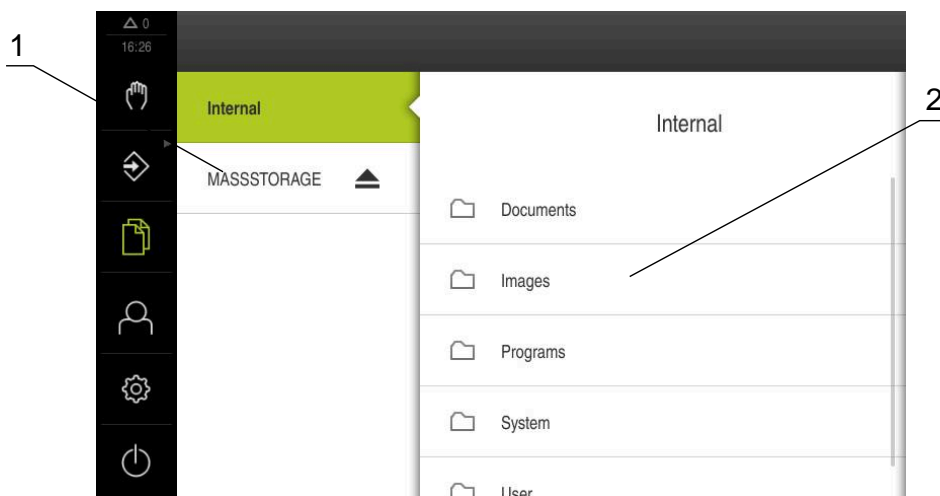 1
0
16:26
Internal
MASSSTORAGE
Internal
2
Documents
Images
Programs
System
User